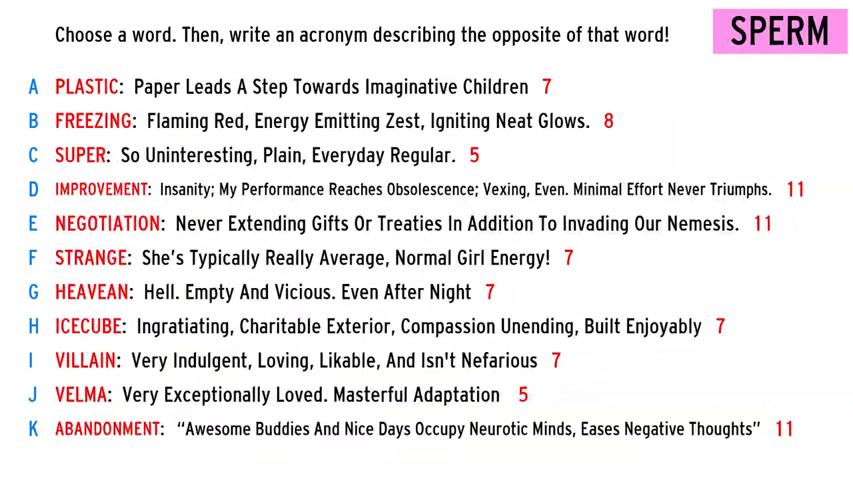 Choose a word. Then, write an acronym describing the opposite of that word!
SPERM
A PLASTIC: Paper Leads A Step Towards Imaginative Children 7
B FREEZING: Flaming Red, Energy Emitting Zest, Igniting Neat Glows. 8
C SUPER: So Uninteresting, Plain, Everyday Regular. 5
D IMPROVEMENT: Insanity; My Performance Reaches Obsolescence; Vexing, Even. Minimal Effort Never Triumphs. 11
E NEGOTIATION: Never Extending Gifts Or Treaties In Addition To Invading Our Nemesis. 11
F STRANGE: She's Typically Really Average, Normal Girl Energy! 7
G HEAVEAN: Hell. Empty And Vicious. Even After Night 7
H ICECUBE: Ingratiating, Charitable Exterior, Compassion Unending, Built Enjoyably 7
I VILLAIN: Very Indulgent, Loving, Likable, And Isn't Nefarious 7
J VELMA: Very Exceptionally Loved. Masterful Adaptation 5
K ABANDONMENT: “Awesome Buddies And Nice Days Occupy Neurotic Minds, Eases Negative Thoughts” 11